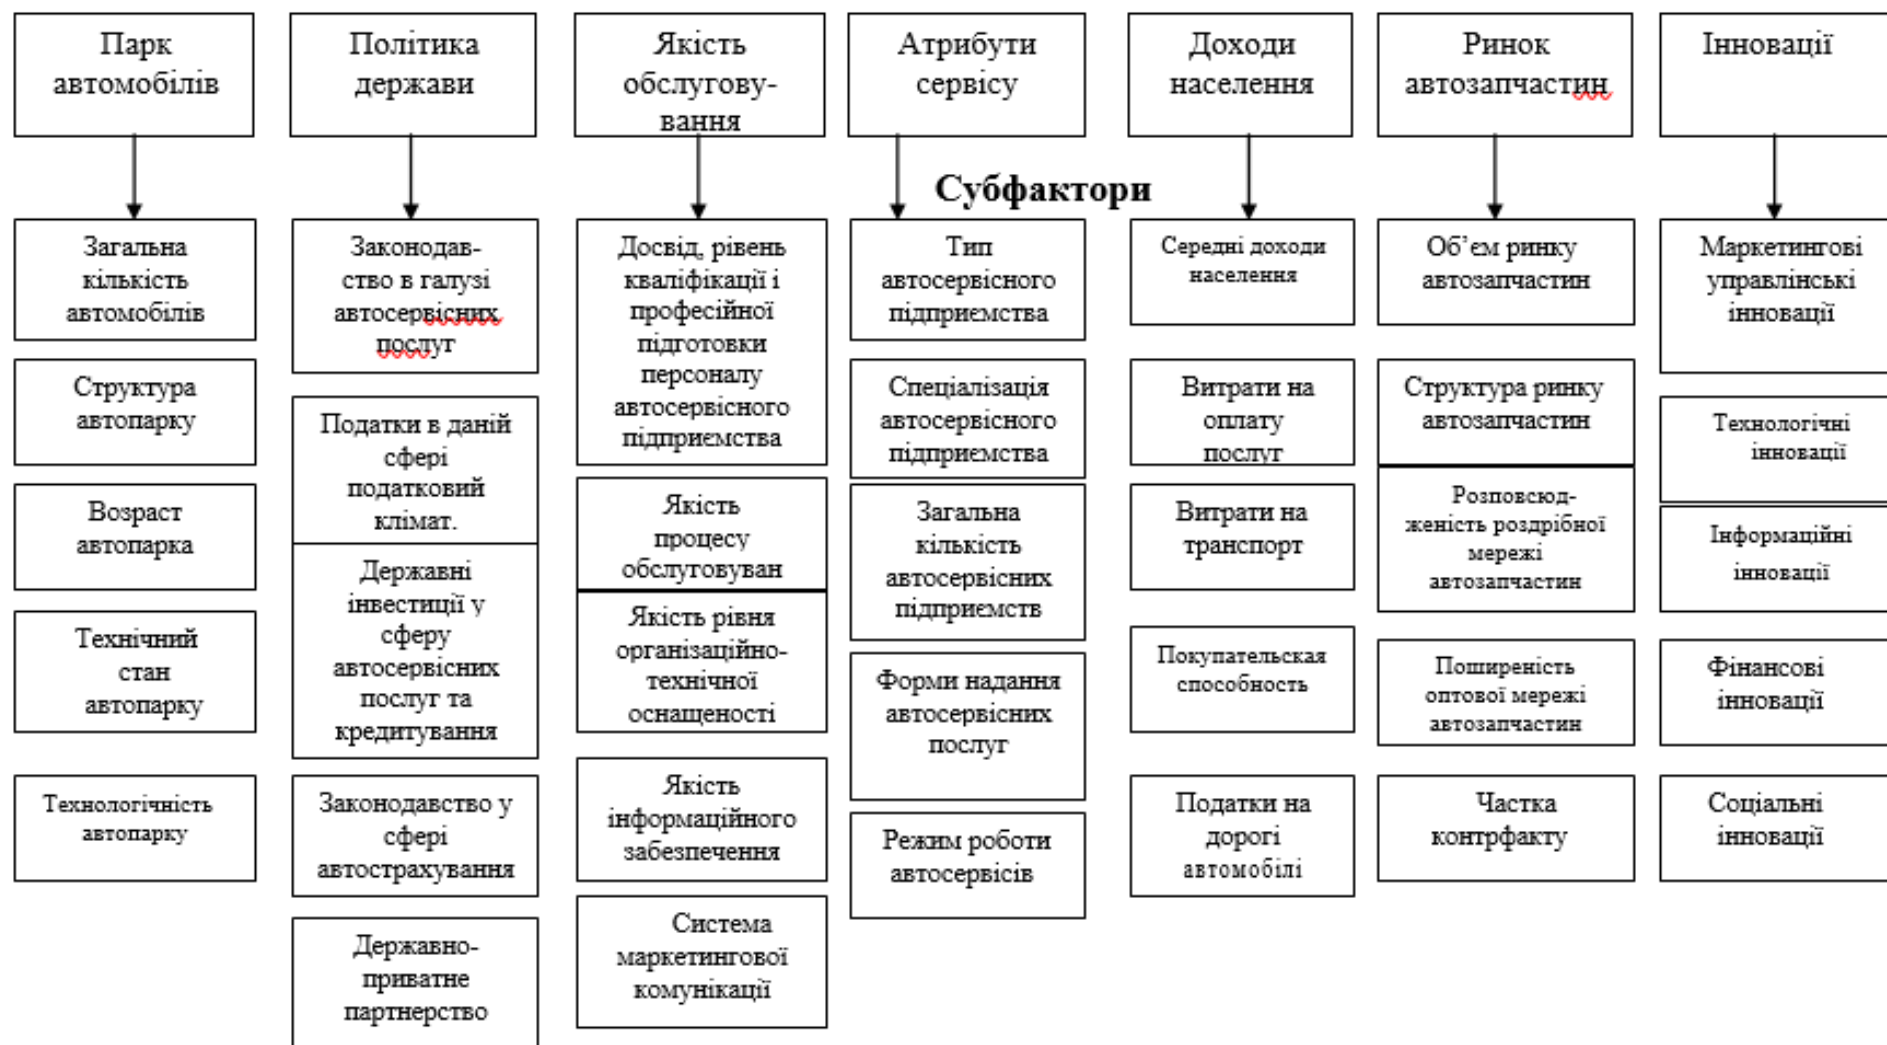 Парк
автомобілів
Політика
держави
Якість
обслугову-
вання
Атрибути
сервісу
Доходи
населення
Ринок
автозапчастин
Інновації
Субфактори
Загальна
кількість
автомобілів
Структура
автопарку
Возраст
автопарка
Технічний
стан
автопарку
Технологічність
автопарку
Законодав-
ство в галузі
автосервісних
послуг
Податки в даній
сфері
податковий
клімат.
Державні
інвестиції у
сферу
автосервісних
послуг та
кредитування
Законодавство у
сфері
автострахування
Державно-
приватне
партнерство
Досвід, рівень
кваліфікації і
професійної
підготовки
персоналу
автосервісного
підприємства
Якість
процесу
обслуговуван
Якість рівня
організаційно-
технічної
оснащеності
Якість
інформаційного
забезпечення
Система
маркетингової
комунікації
Тип
автосервісного
підприємства
Спеціалізація
автосервісного
підприємства
Загальна
кількість
автосервісних
підприємств
Форми надання
автосервісних
послуг
Режим роботи
автосервісів
Середні доходи
населення
Витрати на
оплату
послуг
Витрати на
транспорт
Покупательская
способность
Податки на
дорогі
автомобілі
Об’єм ринку
автозапчастин
Структура ринку
автозапчастин
Розповсюд-
женість роздрібної
мережі
автозапчастин
Поширеність
оптової мережі
автозапчастин
Частка
контрфакту
Маркетингові
управлінські
інновації
Технологічні
інновації
Інформаційні
інновації
Фінансові
інновації
Соціальні
інновації